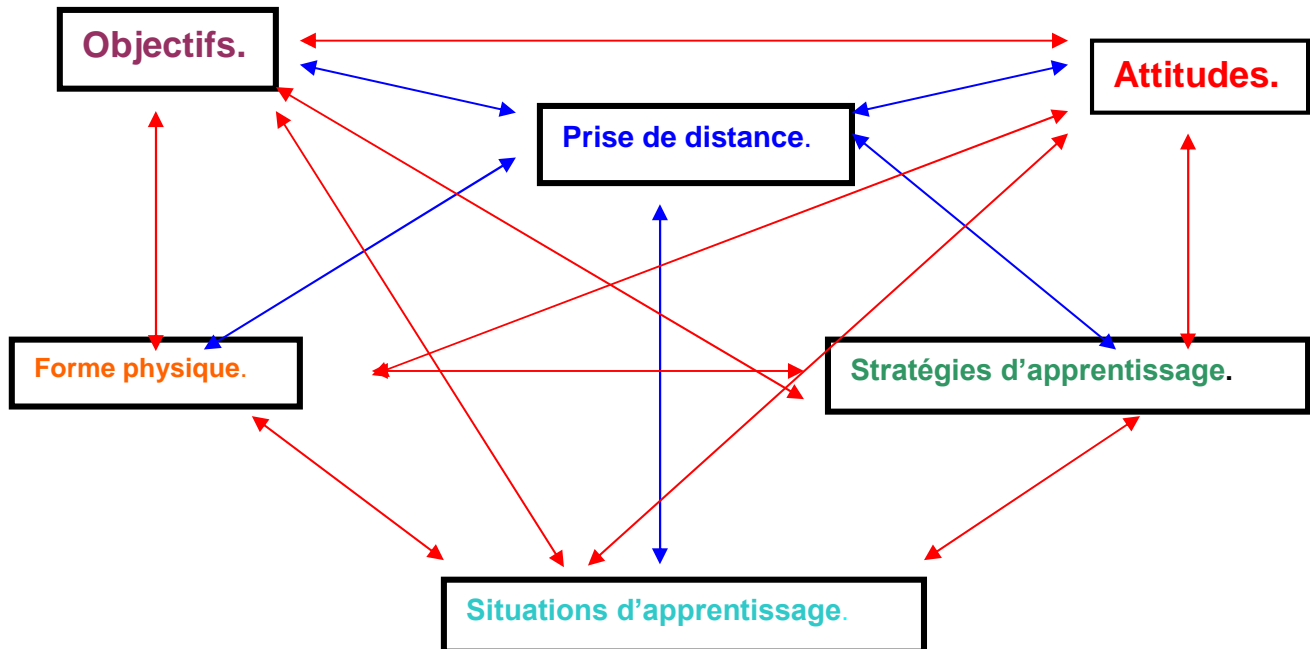 Objectifs.
Attitudes.
Prise de distance.
Forme physique.
Stratégies d’apprentissage.
Situations d’apprentissage.